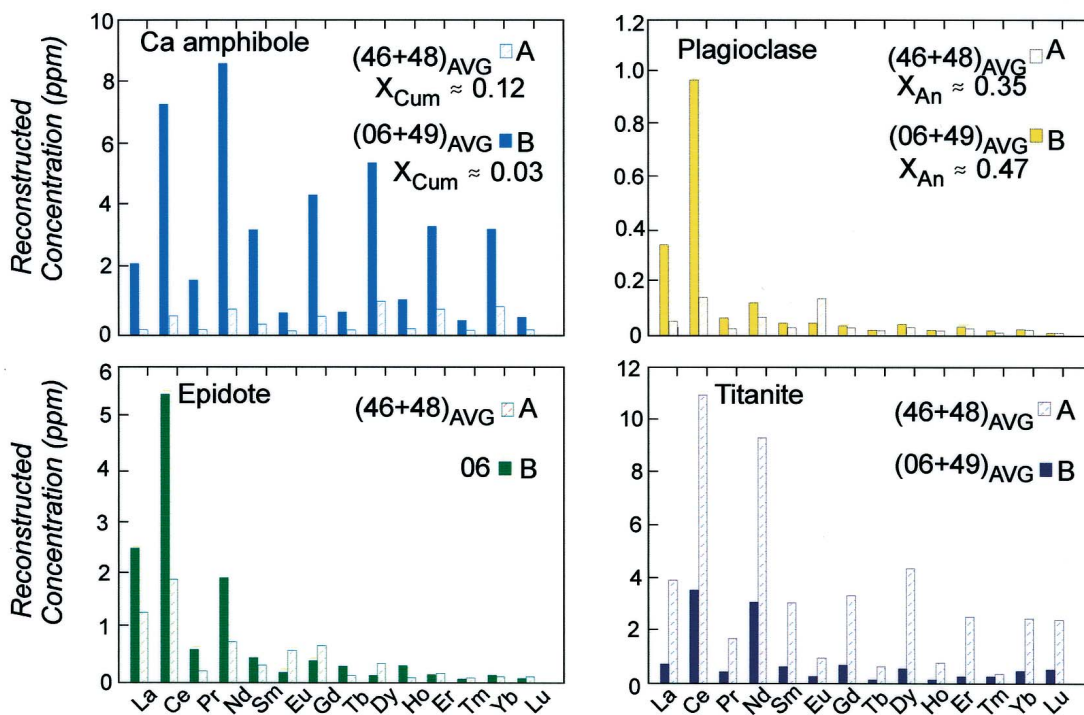 Reconstructed
Concentration (ppm)
10
8
6
4
2
0
Ca amphibole
(46+48)AVG A
XCum ≈ 0.12
(06+49)AVG B
XCum ≈ 0.03
1.2
1.0
0.8
0.6
0.4
0.2
0
Plagioclase
(46+48)AVG A
XAn ≈ 0.35
(06+49)AVG B
XAn ≈ 0.47
Reconstructed
Concentration (ppm)
6
5
4
3
2
1
0
Epidote
(46+48)AVG A
06 B
La Ce Pr Nd Sm Eu Gd Tb Dy Ho Er Tm Yb Lu
12
10
8
6
4
2
0
Titanite
(46+48)AVG A
(06+49)AVG B
La Ce Pr Nd Sm Eu Gd Tb Dy Ho Er Tm Yb Lu